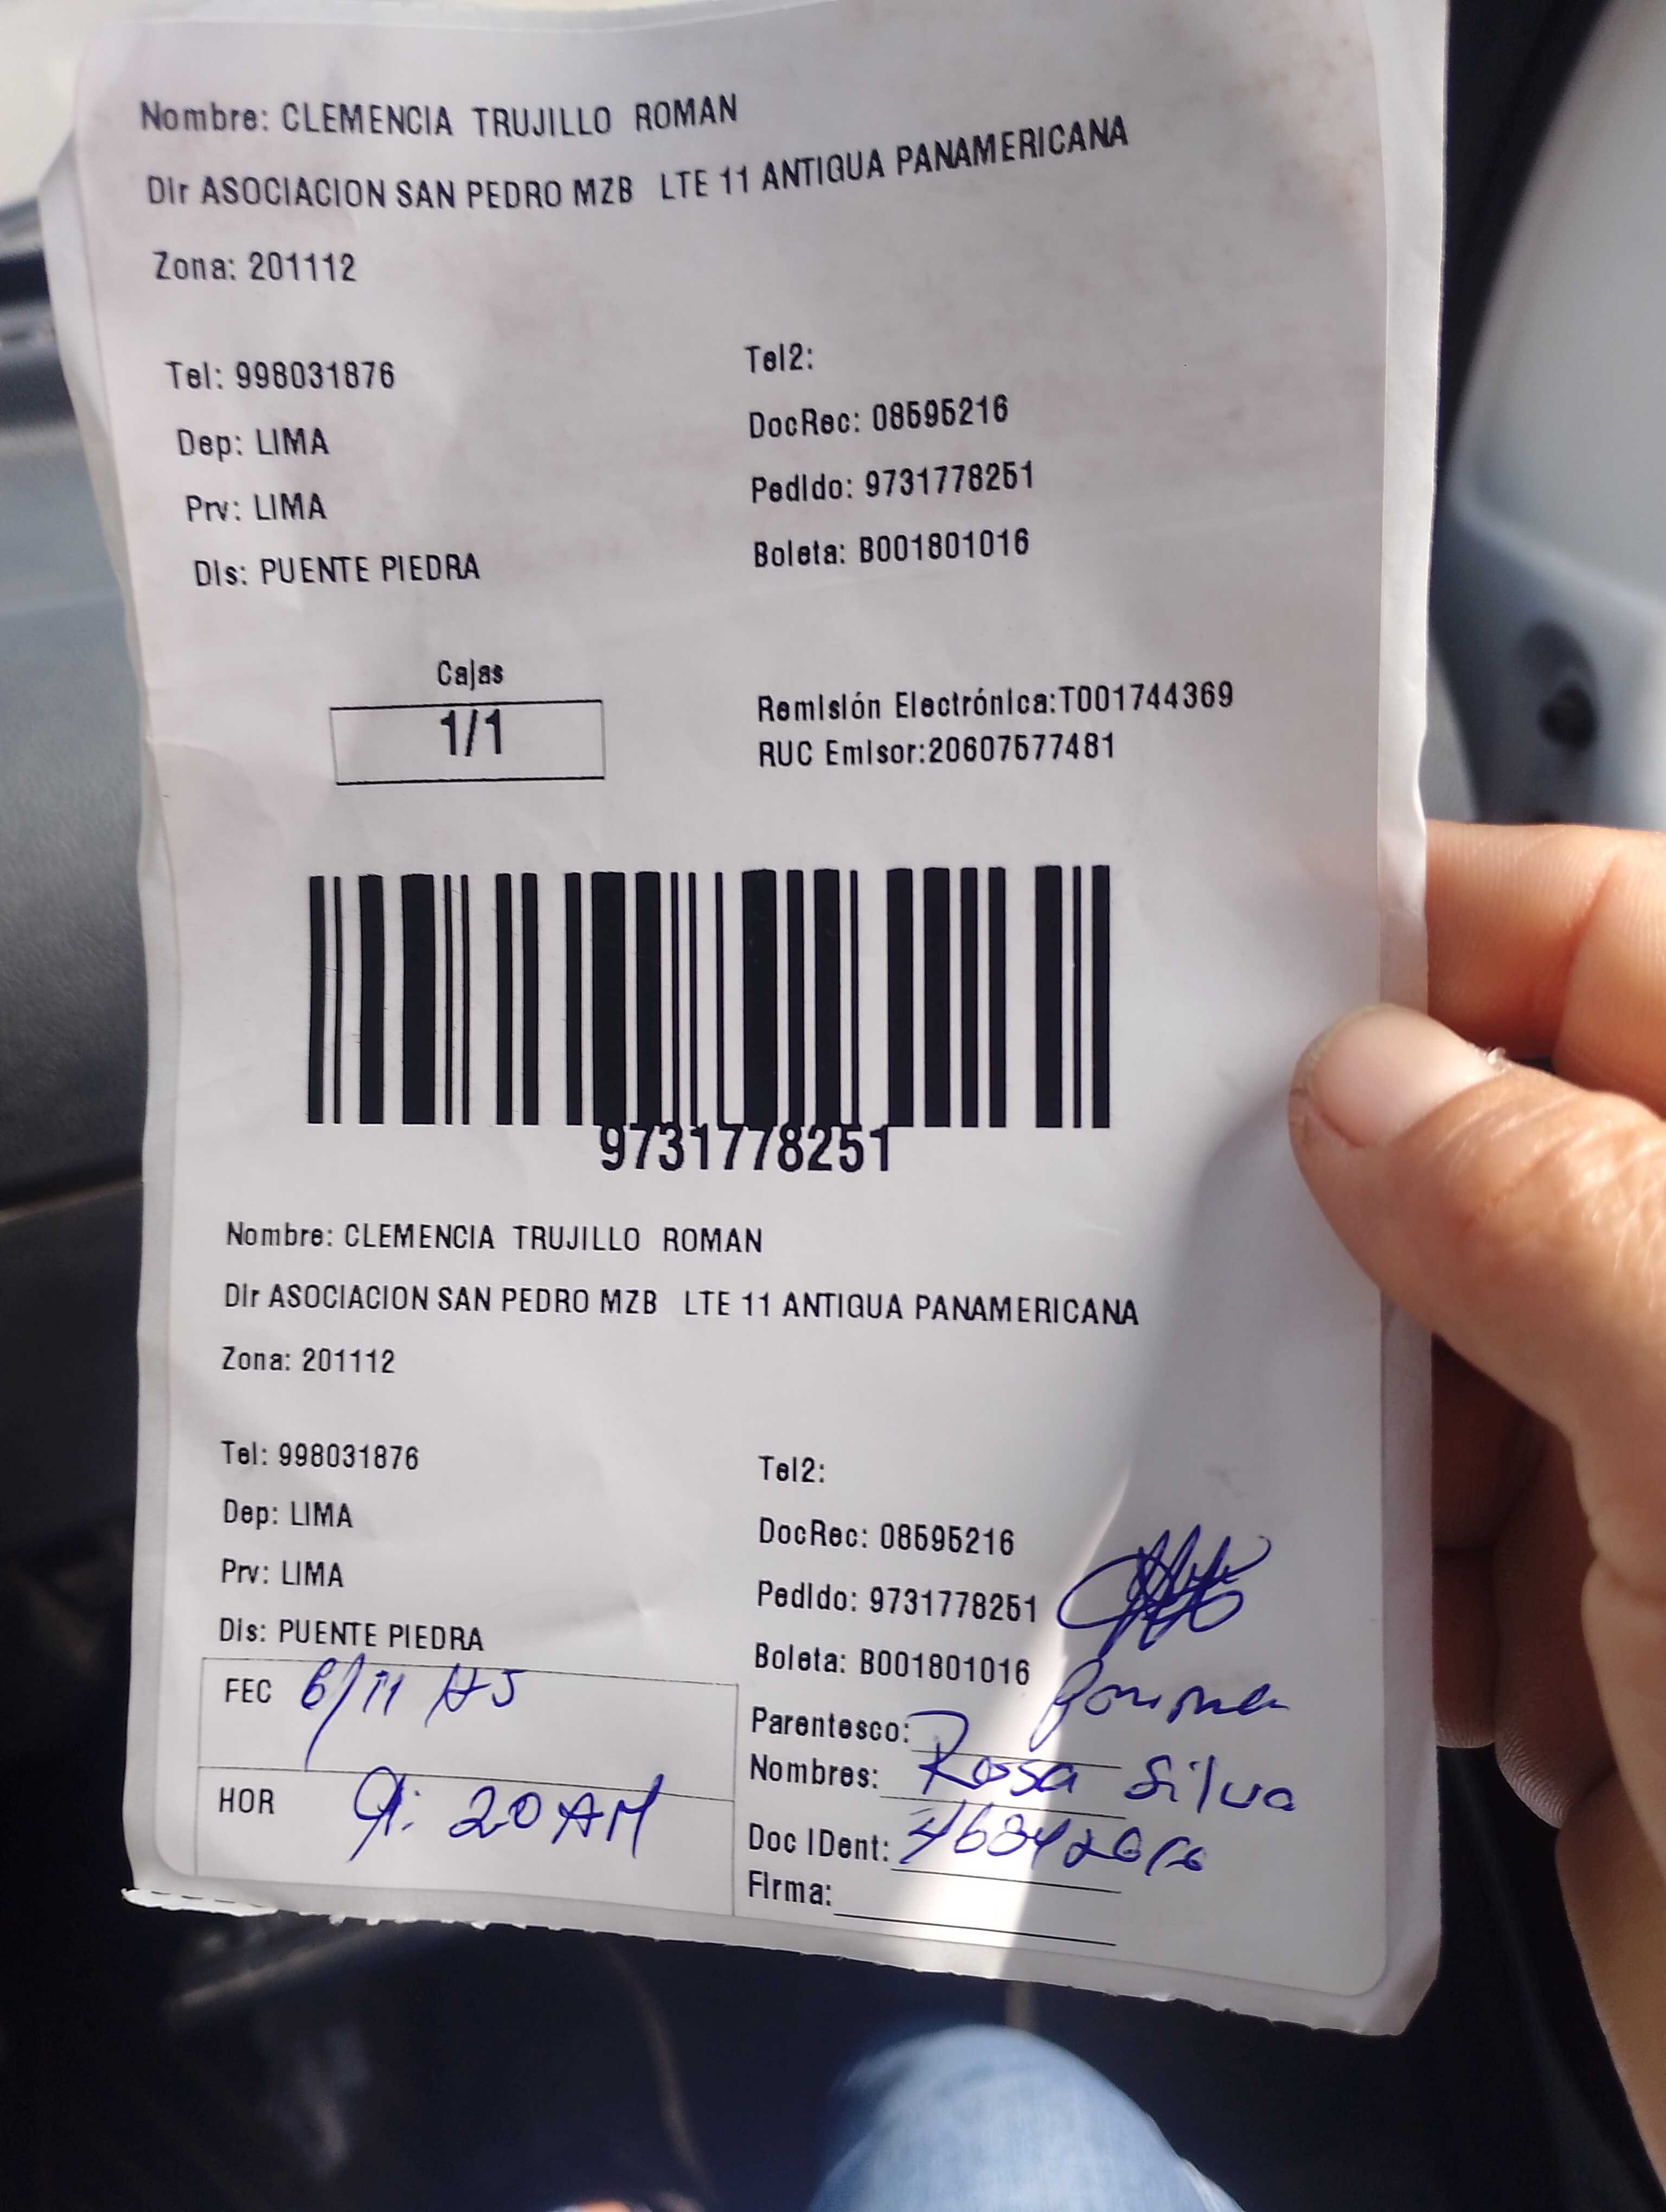 Nombre: CLEMENCIA TRUJILLO ROMAN
Dir ASOCIACION SAN PEDRO MZB LTE 11 ANTIGUA PANAMERICANA
Zona: 201112
Tel: 998031876
Tel2:
Dep: LIMA
DocRec: 08595216
Prv: LIMA
Pedido: 9731778251
Dis: PUENTE PIEDRA
Boleta: B001801016
Cajas
1/1
Remisión Electrónica:T001744369
RUC Emisor:20607577481
9731778251
Nombre: CLEMENCIA TRUJILLO ROMAN
Dir ASOCIACION SAN PEDRO MZB LTE 11 ANTIGUA PANAMERICANA
Zona: 201112
Tel: 998031876
Tel2:
Dep: LIMA
DocRec: 08595216
Prv: LIMA
Pedido: 9731778251
Dis: PUENTE PIEDRA
Boleta: B001801016
FEC 6/11
Parentesco:
Nombres: Rosa Silva
HOR 9: 20 AM
Doc IDent:
Firma: